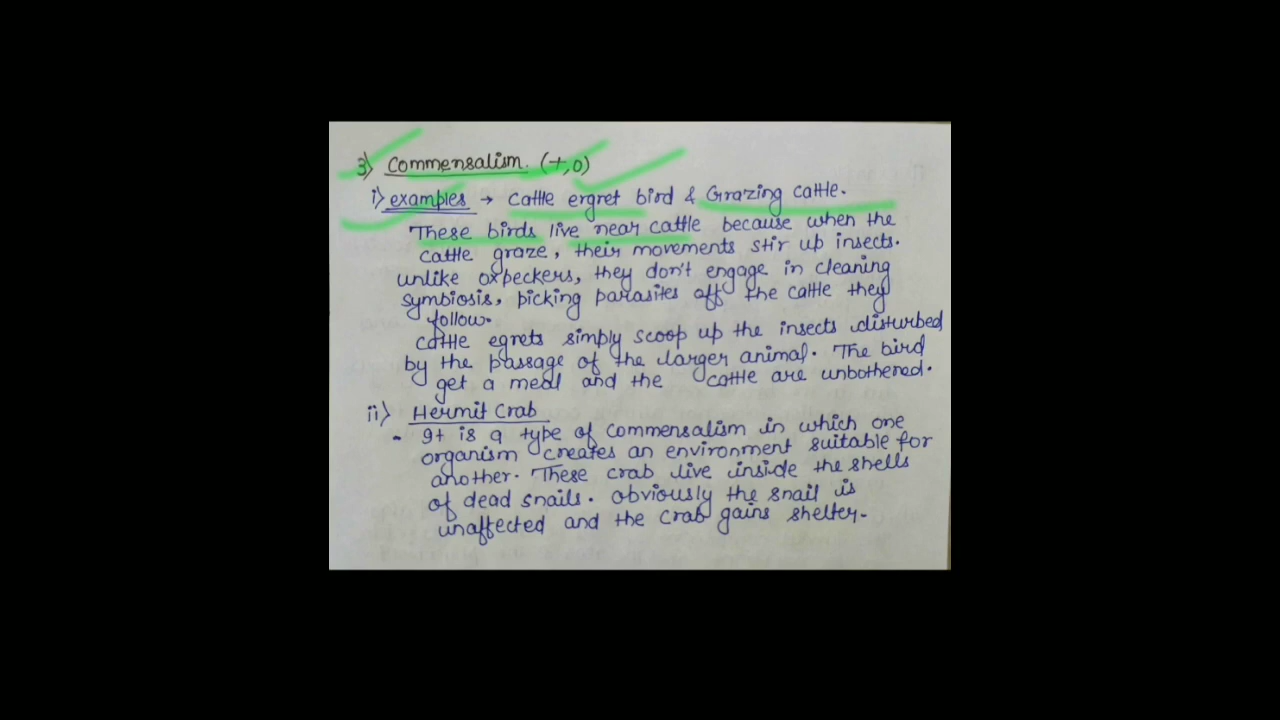 3) Commensalism. (+,0)
i) examples → Cattle ergret bird & Grazing cattle.
These birds live near cattle because when the
cattle graze, their movements stir up insects.
unlike oxpeckers, they don't engage in cleaning
symbiosis, picking parasites off the cattle they
follow.
cattle egrets simply scoop up the insects disturbed
by the passage of the larger animal. The bird
get a meal and the cattle are unbothered.
ii) Hermit Crab
- It is a type of commensalism in which one
organism creates an environment suitable for
another. These crab live inside the shells
of dead snails. obviously the snail is
unaffected and the crab gains shelter.